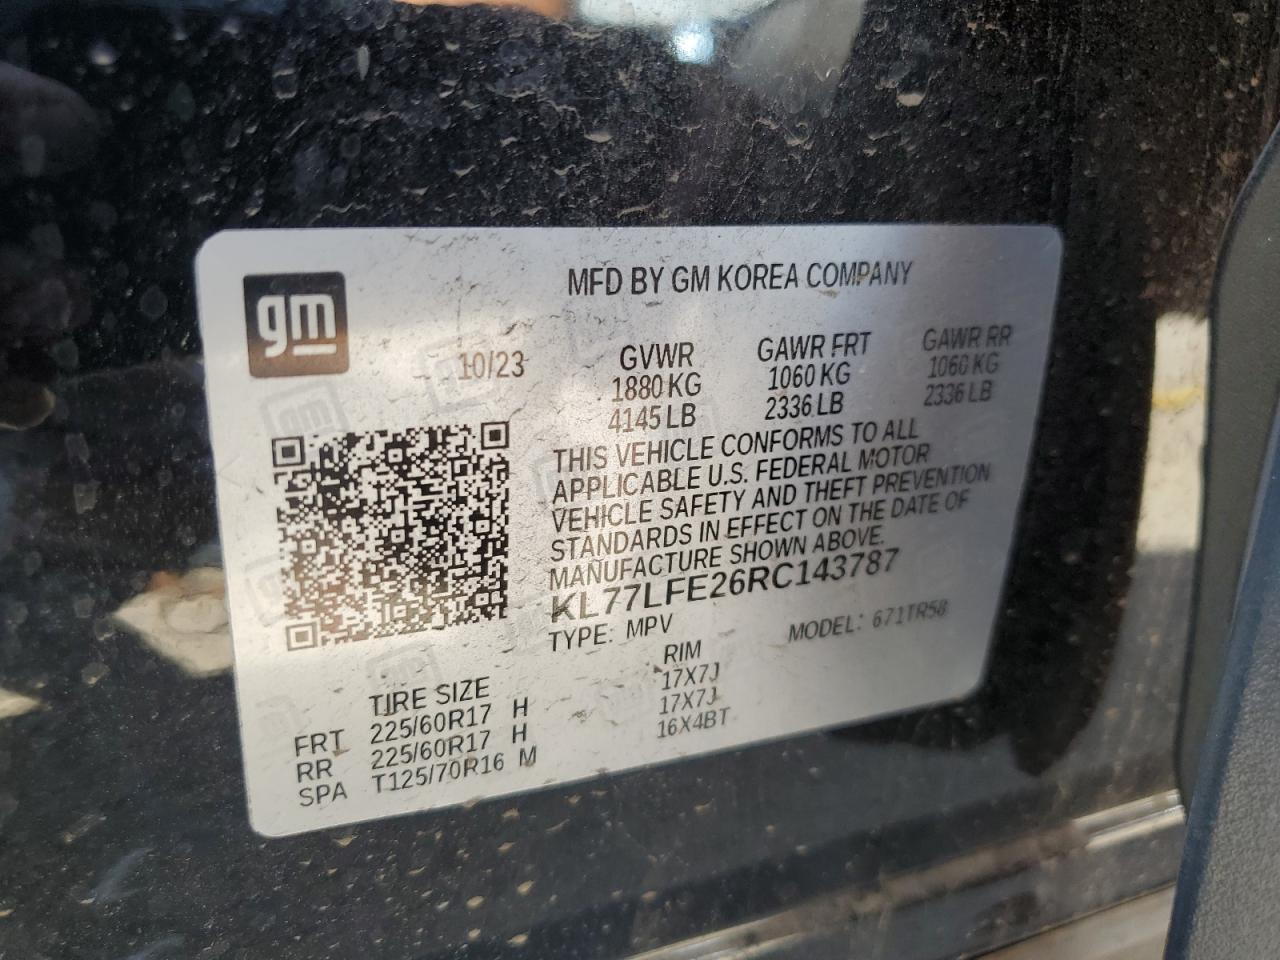 gm
MFD BY GM KOREA COMPANY
10/23
GVWR GAWR FRT GAWR RR
1880 KG 1060 KG 1060 KG
4145 LB 2336 LB 2336 LB
THIS VEHICLE CONFORMS TO ALL
APPLICABLE U.S. FEDERAL MOTOR
VEHICLE SAFETY AND THEFT PREVENTION
STANDARDS IN EFFECT ON THE DATE OF
MANUFACTURE SHOWN ABOVE.
KL77LFE26RC143787
TYPE: MPV MODEL: 671TR58
TIRE SIZE RIM
FRT 225/60R17 H 17X7J
RR 225/60R17 H 17X7J
SPA T125/70R16 M 16X4BT